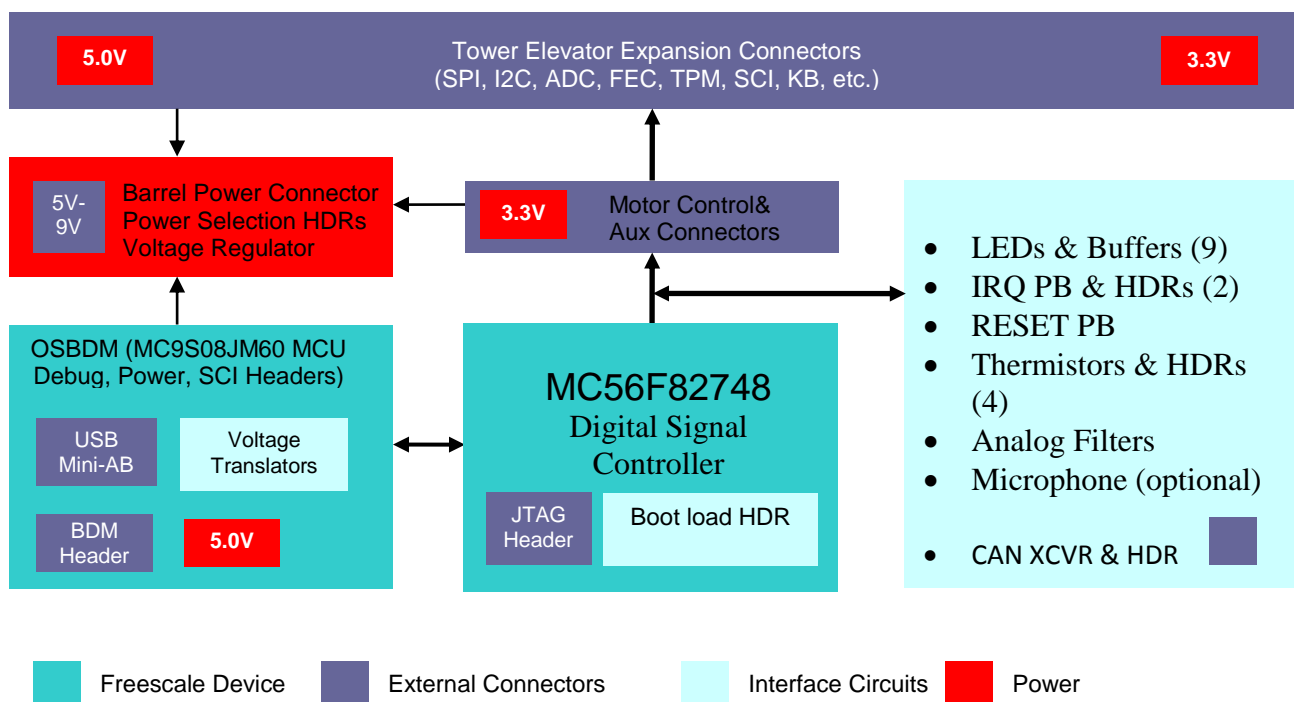 5.0V
Tower Elevator Expansion Connectors
(SPI, I2C, ADC, FEC, TPM, SCI, KB, etc.)
3.3V
5V-
9V
Barrel Power Connector
Power Selection HDRs
Voltage Regulator
3.3V
Motor Control&
Aux Connectors
• LEDs & Buffers (9)
• IRQ PB & HDRs (2)
• RESET PB
• Thermistors & HDRs
(4)
• Analog Filters
• Microphone (optional)
• CAN XCVR & HDR
OSBDM (MC9S08JM60 MCU
Debug, Power, SCI Headers)
USB
Mini-AB
Voltage
Translators
BDM
Header
5.0V
MC56F82748
Digital Signal
Controller
JTAG
Header
Boot load HDR
Freescale Device
External Connectors
Interface Circuits
Power